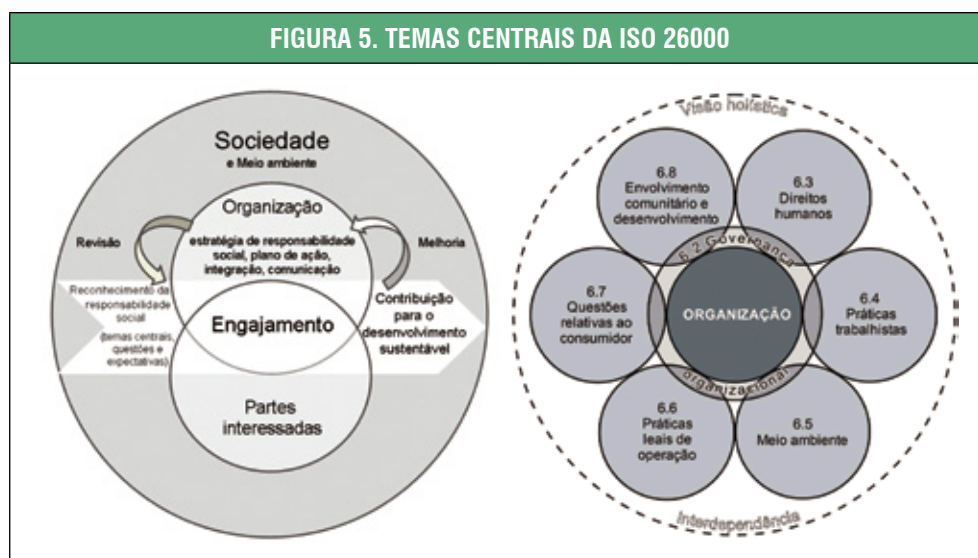 FIGURA 5. TEMAS CENTRAIS DA ISO 26000
Sociedade
e Meio ambiente
Organização
estratégia de responsabilidade
social, plano de ação,
integração, comunicação
Revisão
Melhoria
Reconhecimento da
responsabilidade
social
(temas centrais,
questões e
expectativas)
Engajamento
Contribuição
para o
desenvolvimento
sustentável
Partes
interessadas
Visão holística
6.8
Envolvimento
comunitário e
desenvolvimento
6.3
Direitos
humanos
6.2 Governança
6.7
Questões
relativas ao
consumidor
ORGANIZAÇÃO
6.4
Práticas
trabalhistas
organizacional
6.6
Práticas
leais de
operação
6.5
Meio ambiente
Interdependência